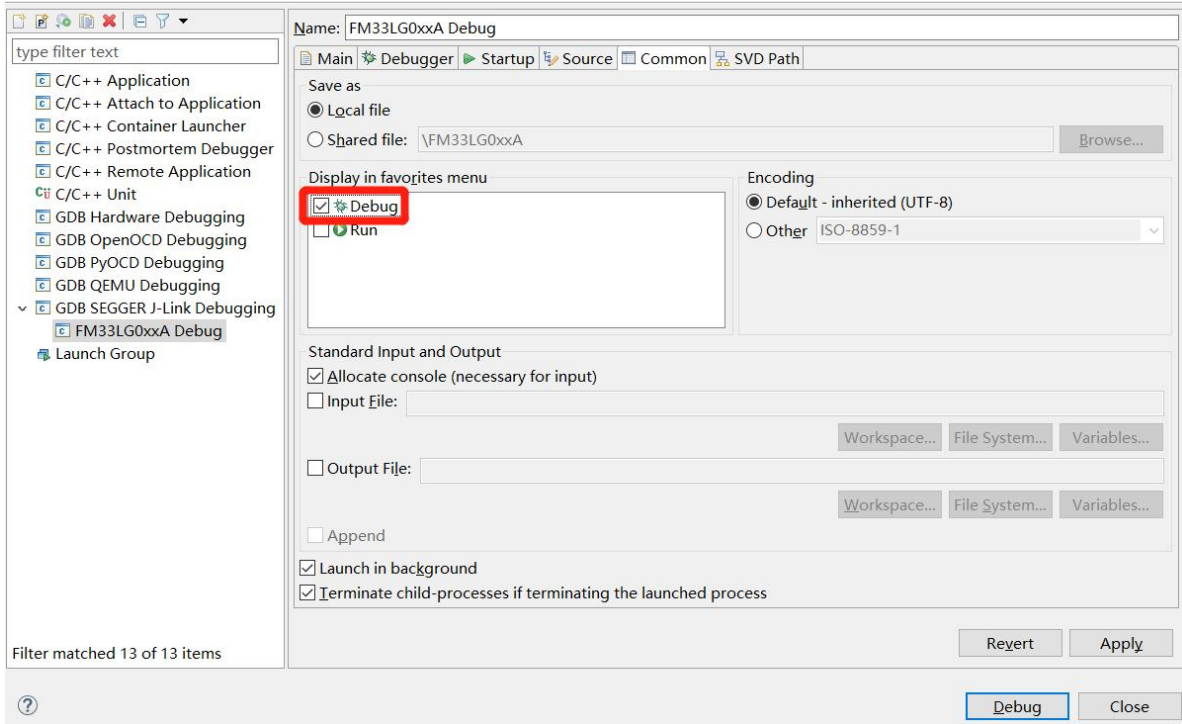 type filter text
C/C++ Application
C/C++ Attach to Application
C/C++ Container Launcher
C/C++ Postmortem Debugger
C/C++ Remote Application
C/C++ Unit
GDB Hardware Debugging
GDB OpenOCD Debugging
GDB PyOCD Debugging
GDB QEMU Debugging
GDB SEGGER J-Link Debugging
FM33LG0xxA Debug
Launch Group
Filter matched 13 of 13 items
Name: FM33LG0xxA Debug
Main Debugger Startup Source Common SVD Path
Save as
Local file
Shared file: \FM33LG0xxA Browse...
Display in favorites menu
Debug
Run
Encoding
Default - inherited (UTF-8)
Other ISO-8859-1
Standard Input and Output
Allocate console (necessary for input)
Input File:
Workspace... File System... Variables...
Output File:
Workspace... File System... Variables...
Append
Launch in background
Terminate child-processes if terminating the launched process
Revert Apply
Debug Close